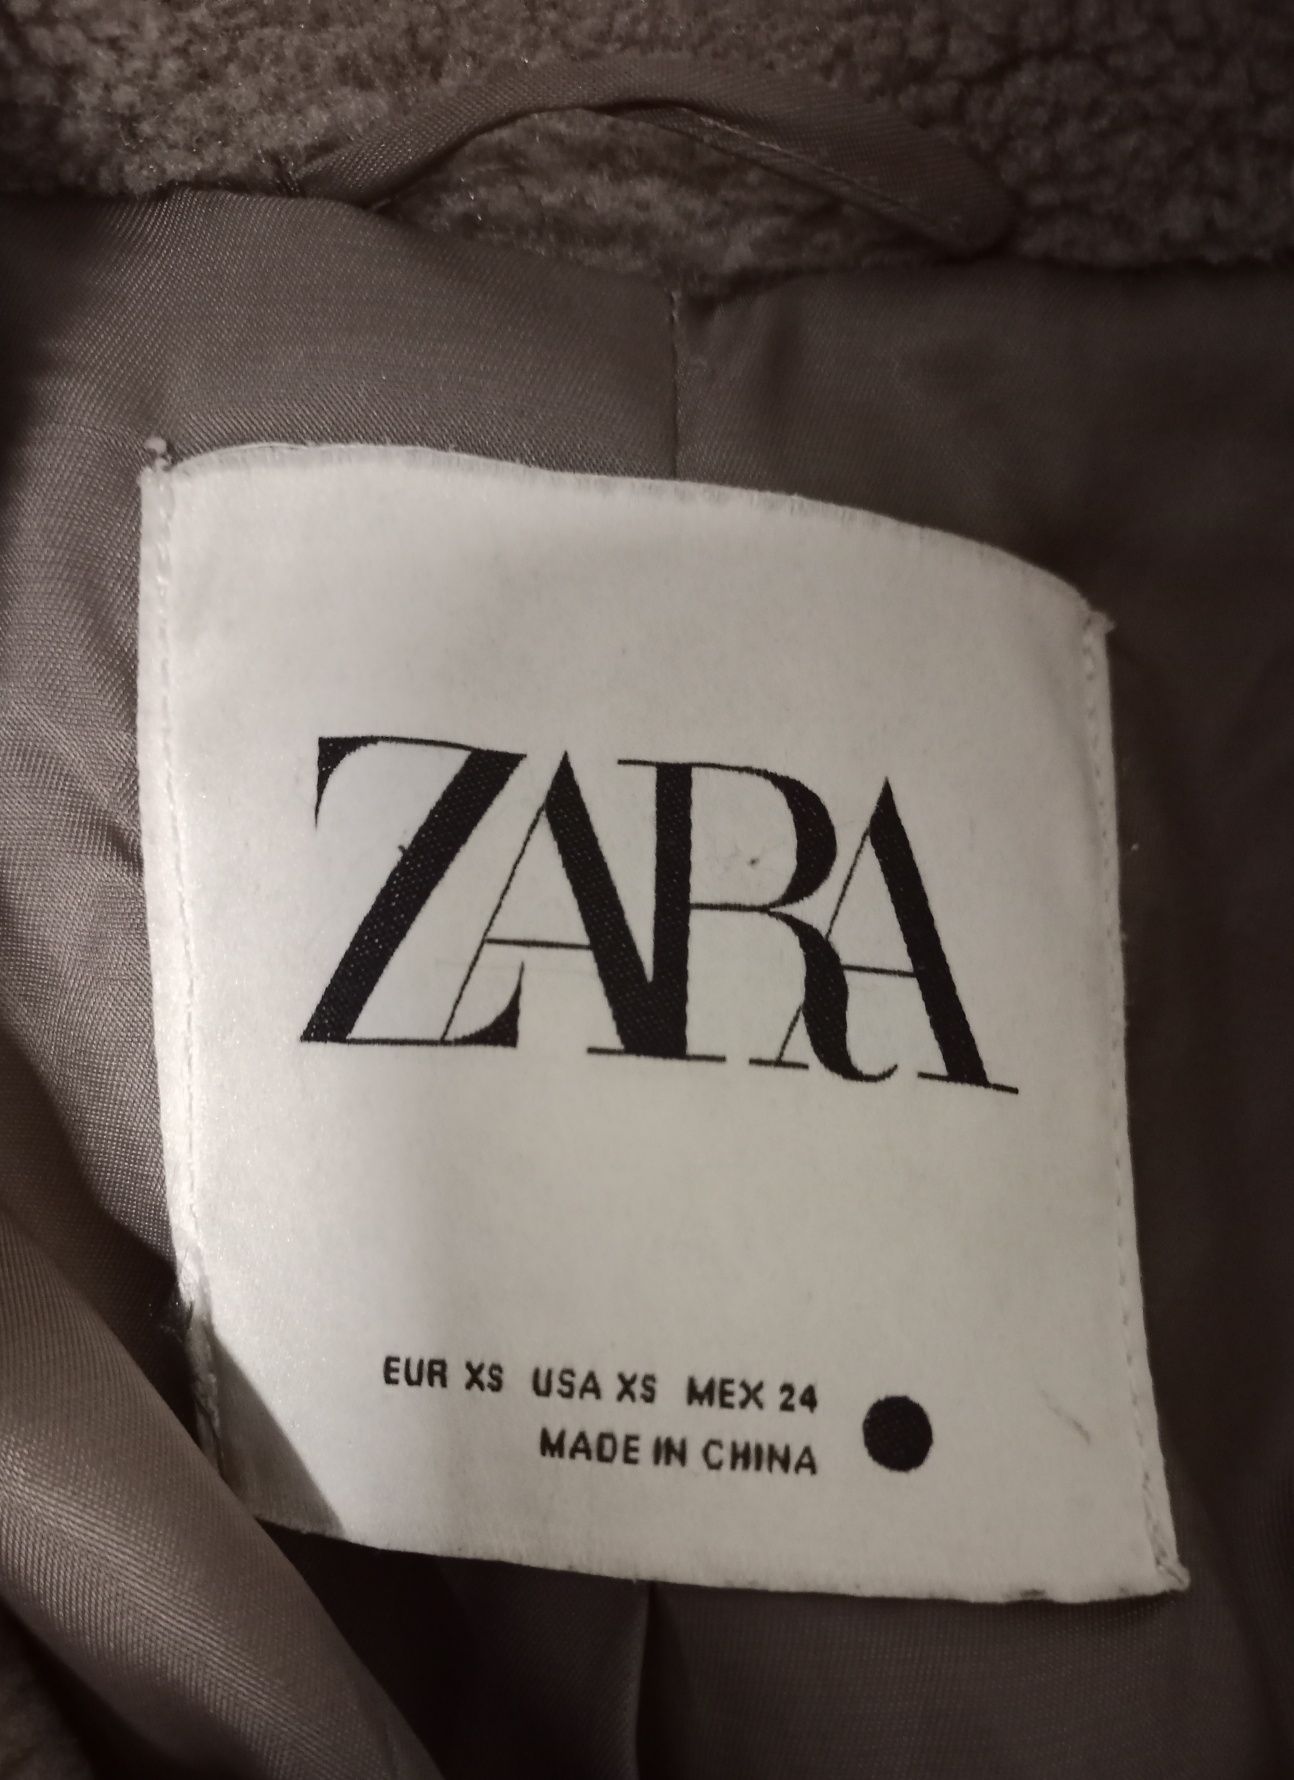 ZARA
EUR XS USA XS MEX 24
MADE IN CHINA